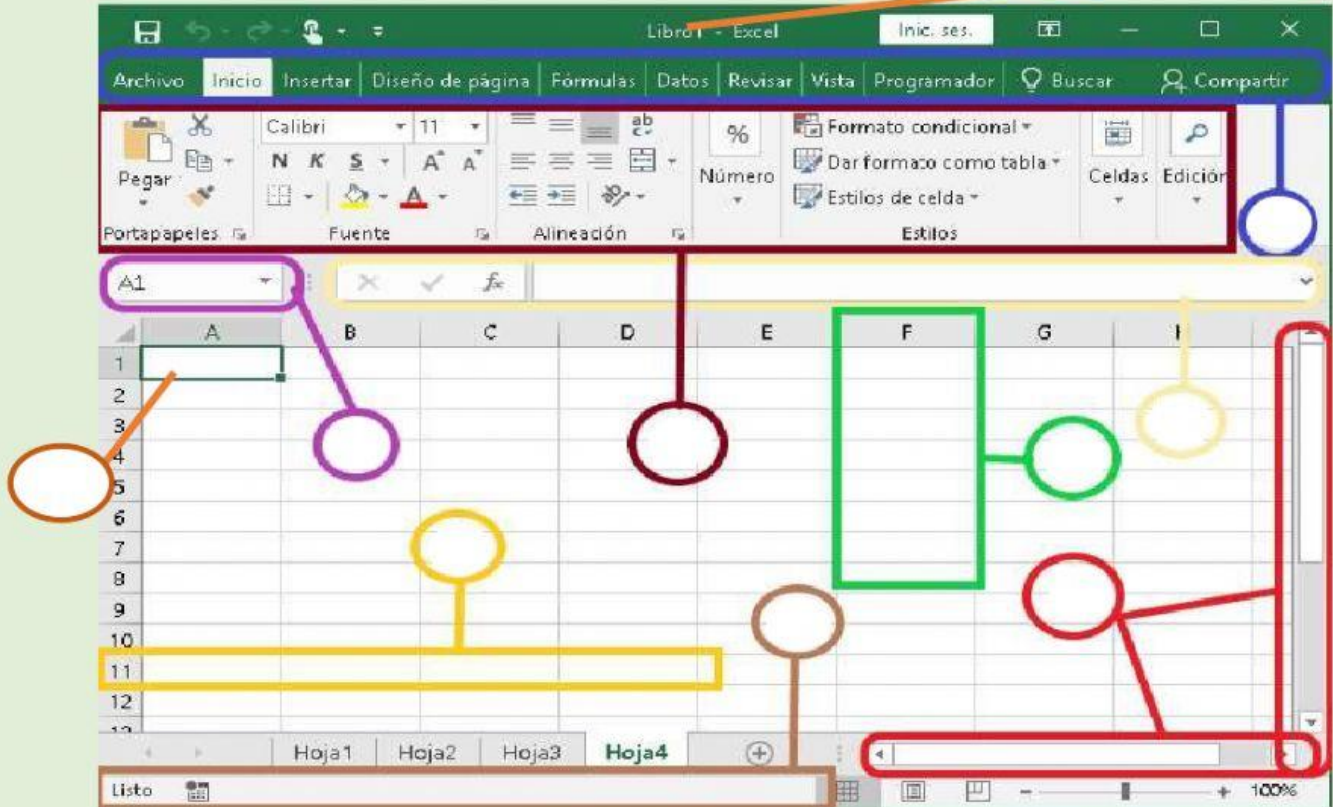 Libro1 - Excel Inic. ses.
Archivo Inicio Insertar Diseño de página Fórmulas Datos Revisar Vista Programador Buscar Compartir
Calibri 11 ab c Formato condicional
Pegar N K S A A % Número Dar formato como tabla Celdas Edición
A Estilos de celda
Portapapeles Fuente Alineación Estilos
A1 fx
A B C D E F G H
1
2
3
4
5
6
7
8
9
10
11
12
Hoja1 Hoja2 Hoja3 Hoja4
Listo 100%